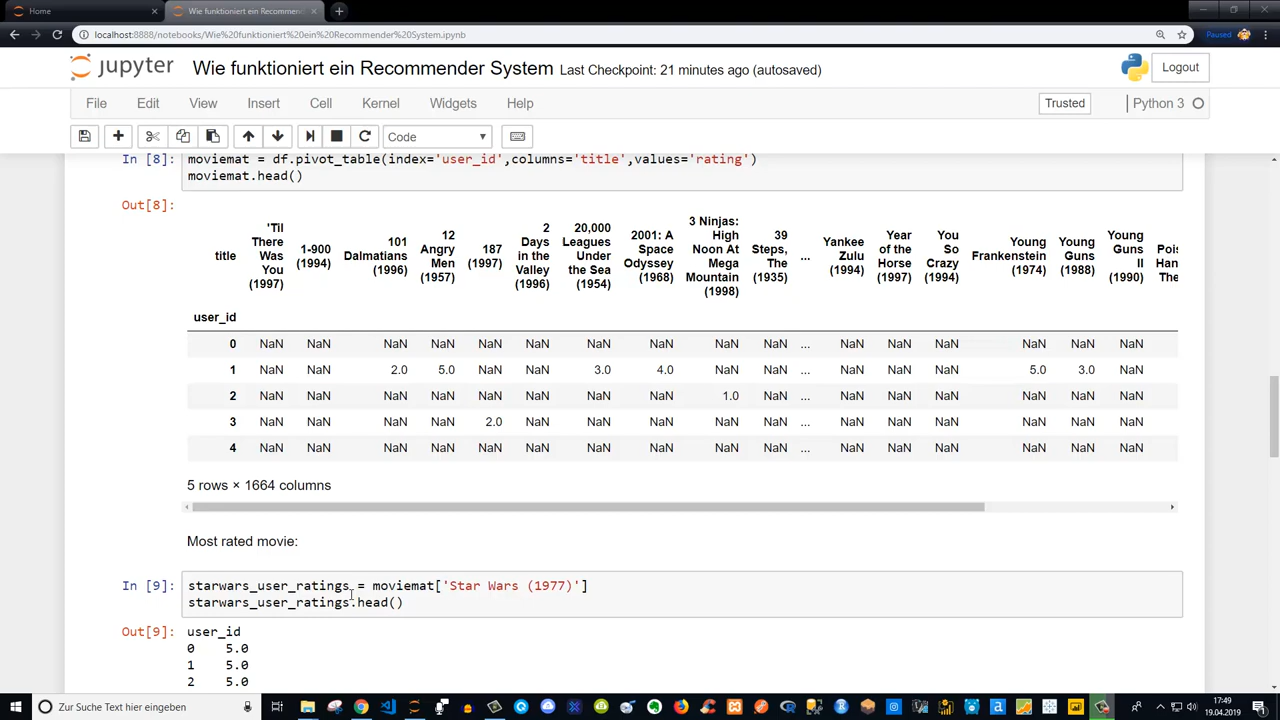 Home
Wie funktioniert ein Recommend
localhost:8888/notebooks/Wie%20funktioniert%20ein%20Recommender%20System.ipynb
Paused
jupyter Wie funktioniert ein Recommender System Last Checkpoint: 21 minutes ago (autosaved)
Logout
File Edit View Insert Cell Kernel Widgets Help
Trusted
Python 3
Code
In [8]: moviemat = df.pivot_table(index='user_id',columns='title',values='rating')
moviemat.head()
Out[8]:
title 'Til There Was You (1997) 1-900 (1994) 101 Dalmatians (1996) 12 Angry Men (1957) 187 (1997) 2 Days in the Valley (1996) 20,000 Leagues Under the Sea (1954) 2001: A Space Odyssey (1968) 3 Ninjas: High Noon At Mega Mountain (1998) 39 Steps, The (1935) ... Yankee Zulu (1994) Year of the Horse (1997) You So Crazy (1994) Young Frankenstein (1974) Young Guns (1988) Young Guns II (1990) Pois Han The
user_id
0 NaN NaN NaN NaN NaN NaN NaN NaN NaN NaN ... NaN NaN NaN NaN NaN NaN
1 NaN NaN 2.0 5.0 NaN NaN 3.0 4.0 NaN NaN ... NaN NaN NaN 5.0 3.0 NaN
2 NaN NaN NaN NaN NaN NaN NaN NaN 1.0 NaN ... NaN NaN NaN NaN NaN NaN
3 NaN NaN NaN NaN 2.0 NaN NaN NaN NaN NaN ... NaN NaN NaN NaN NaN NaN
4 NaN NaN NaN NaN NaN NaN NaN NaN NaN NaN ... NaN NaN NaN NaN NaN NaN
5 rows × 1664 columns
Most rated movie:
In [9]: starwars_user_ratings = moviemat['Star Wars (1977)']
starwars_user_ratings.head()
Out[9]: user_id
0 5.0
1 5.0
2 5.0
Zur Suche Text hier eingeben
17:49
19.04.2019